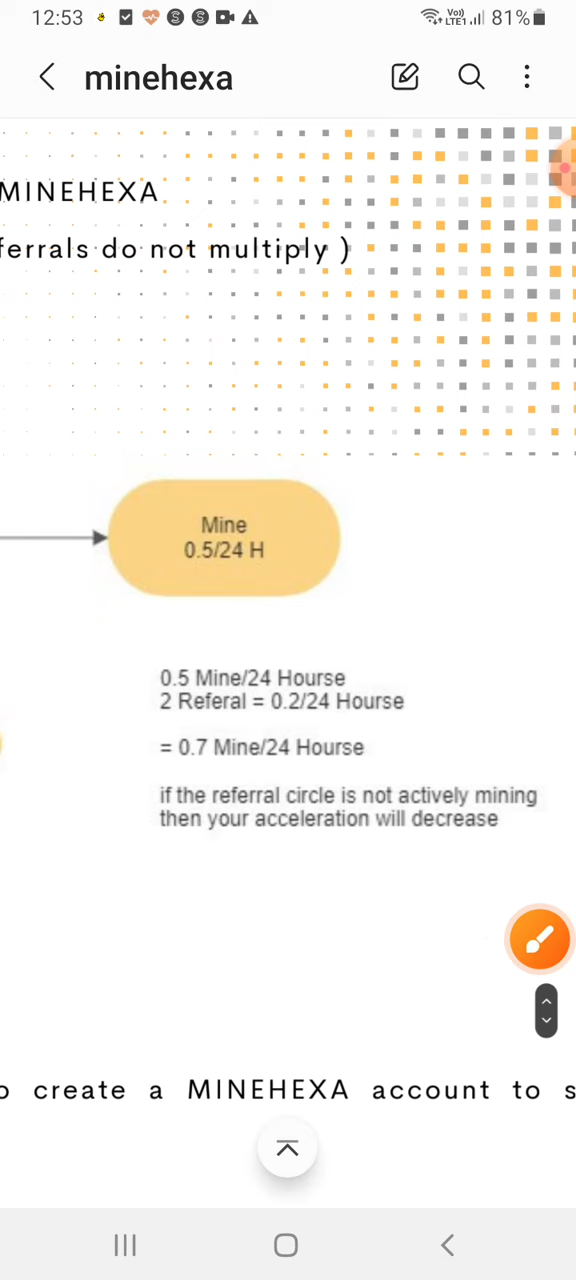 12:53
Vo))
LTE1
81%
minehexa
MINEHEXA
ferrals do not multiply )
Mine
0.5/24 H
0.5 Mine/24 Hourse
2 Referal = 0.2/24 Hourse
= 0.7 Mine/24 Hourse
if the referral circle is not actively mining
then your acceleration will decrease
o create a MINEHEXA account to s